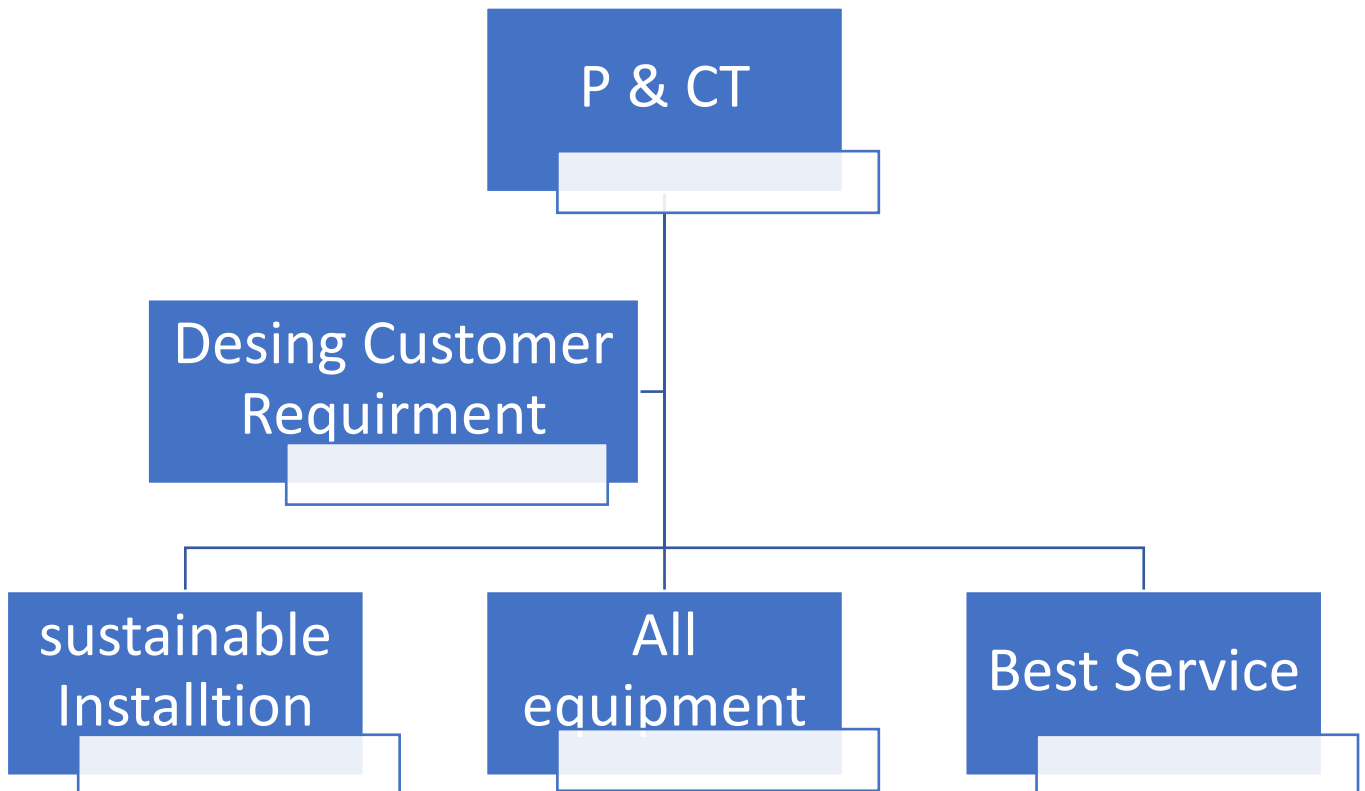 P & CT
Desing Customer
Requirment
sustainable
Installtion
All
equipment
Best Service